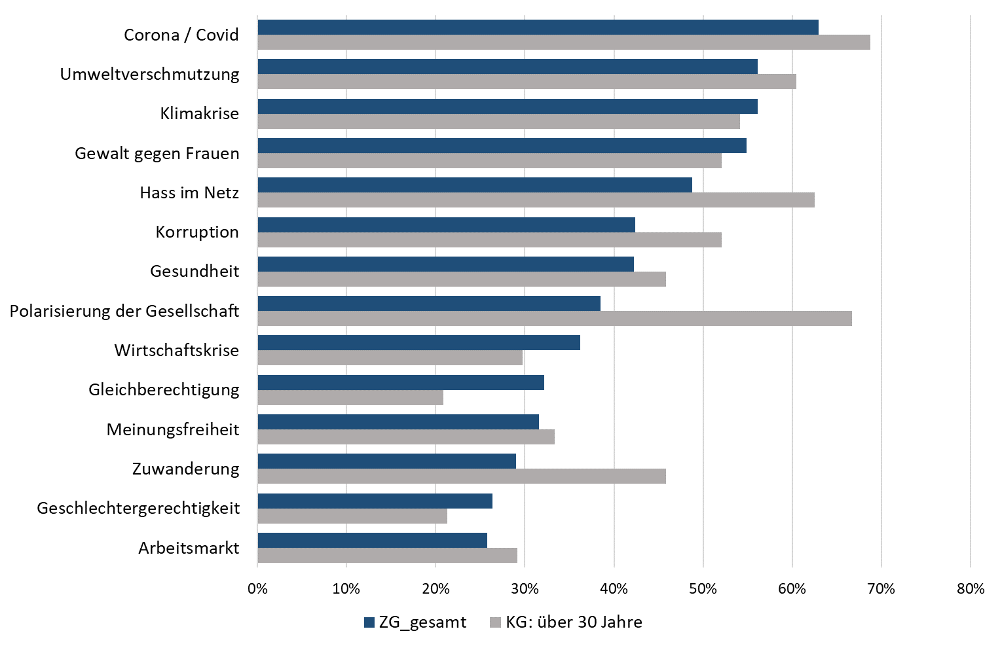 Corona / Covid
Umweltverschmutzung
Klimakrise
Gewalt gegen Frauen
Hass im Netz
Korruption
Gesundheit
Polarisierung der Gesellschaft
Wirtschaftskrise
Gleichberechtigung
Meinungsfreiheit
Zuwanderung
Geschlechtergerechtigkeit
Arbeitsmarkt
0% 10% 20% 30% 40% 50% 60% 70% 80%
ZG_gesamt KG: über 30 Jahre